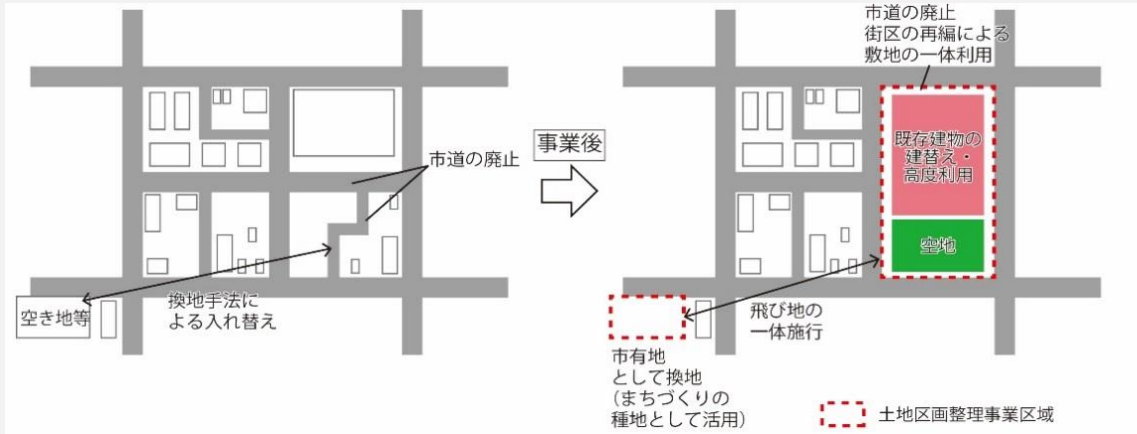 市道の廃止
換地手法に
よる入れ替え
空き地等
事業後
市道の廃止
街区の再編による
敷地の一体利用
既存建物の
建替え・
高度利用
空地
飛び地の
一体施行
市有地
として換地
(まちづくりの
種地として活用)
土地区画整理事業区域